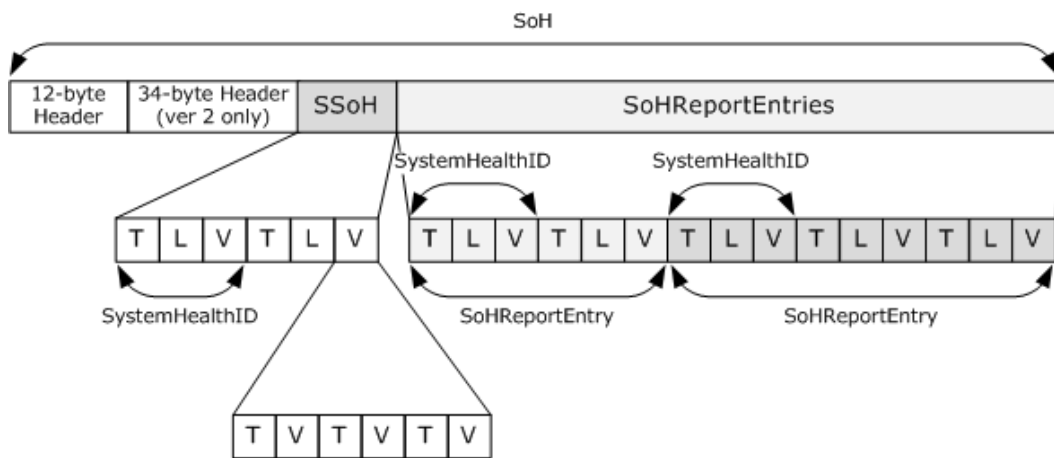 SoH
12-byte Header
34-byte Header (ver 2 only)
SSoH
SoHReportEntries
SystemHealthID
SystemHealthID
T L V T L V
T L V T L V T L V T L V T L V
SystemHealthID
SoHReportEntry
SoHReportEntry
T V T V T V